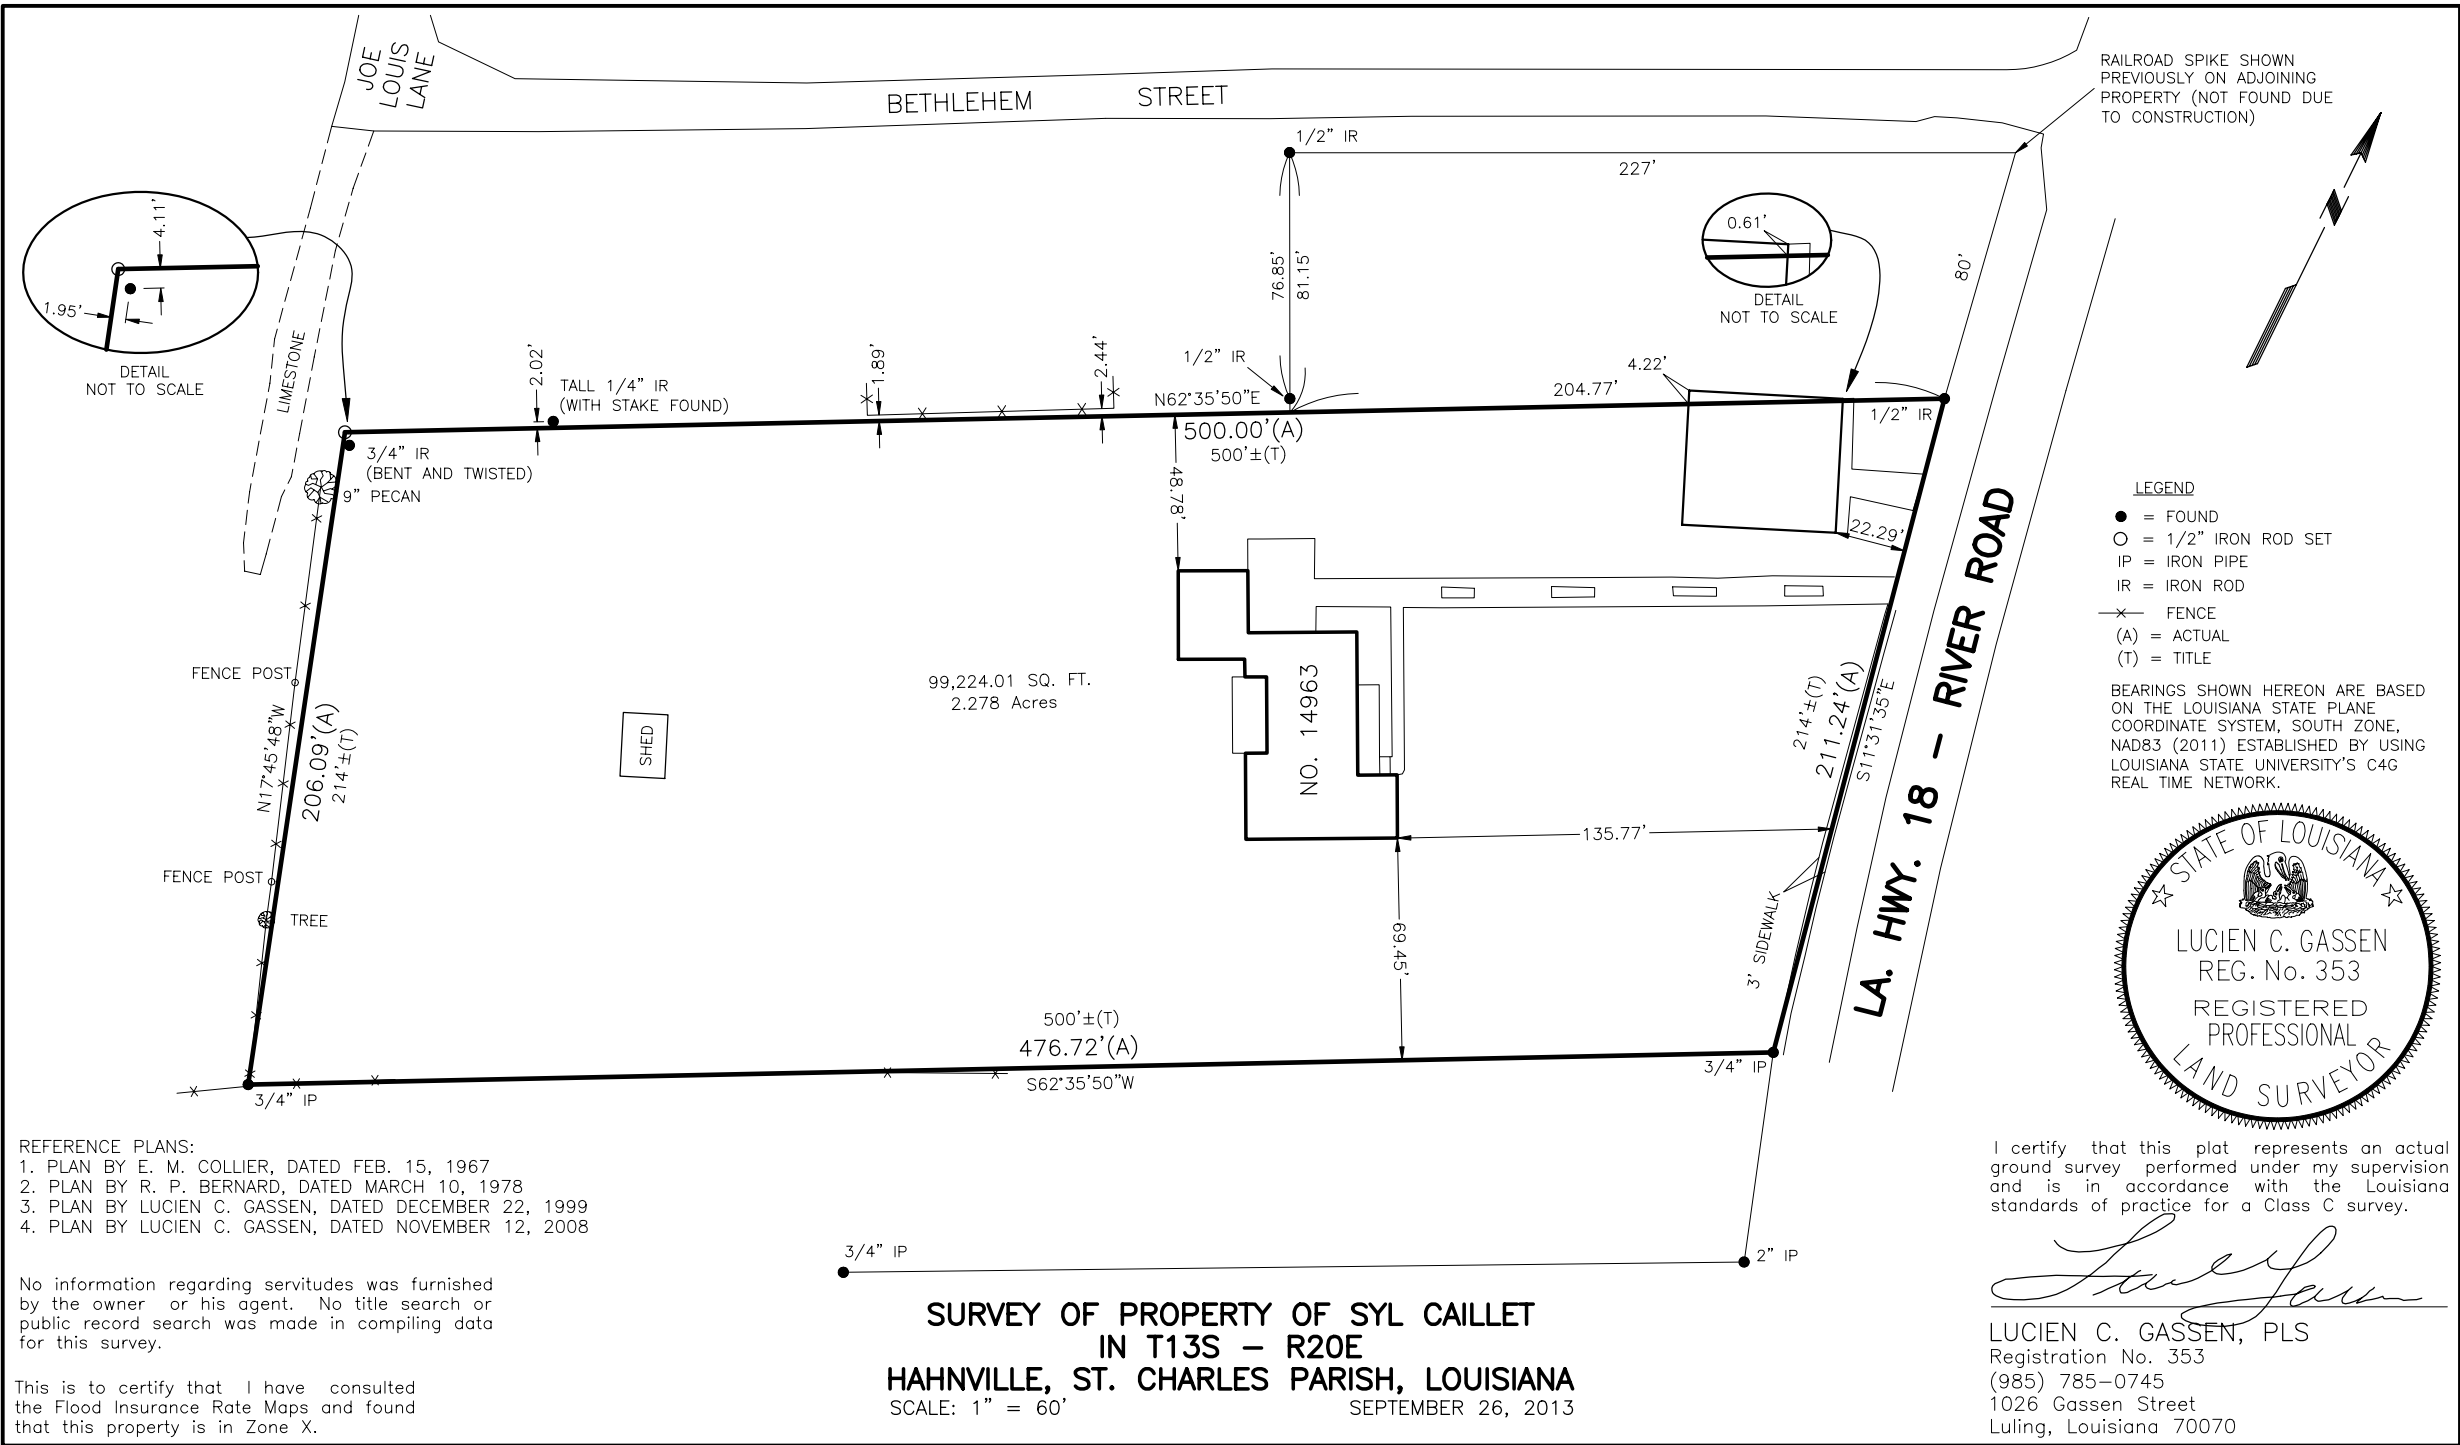 JOE
LOUIS
LANE
BETHLEHEM STREET
RAILROAD SPIKE SHOWN
PREVIOUSLY ON ADJOINING
PROPERTY (NOT FOUND DUE
TO CONSTRUCTION)
1/2" IR
227'
4.11'
1.95'
DETAIL
NOT TO SCALE
LIMESTONE
76.85'
81.15'
0.61'
DETAIL
NOT TO SCALE
80'
2.02'
TALL 1/4" IR
(WITH STAKE FOUND)
1.89'
2.44'
1/2" IR
N62°35'50"E
4.22'
204.77'
1/2" IR
500.00'(A)
500'±(T)
3/4" IR
(BENT AND TWISTED)
9" PECAN
48.78'
22.29'
LEGEND
= FOUND
= 1/2" IRON ROD SET
IP = IRON PIPE
IR = IRON ROD
FENCE
(A) = ACTUAL
(T) = TITLE
BEARINGS SHOWN HEREON ARE BASED
ON THE LOUISIANA STATE PLANE
COORDINATE SYSTEM, SOUTH ZONE,
NAD83 (2011) ESTABLISHED BY USING
LOUISIANA STATE UNIVERSITY'S C4G
REAL TIME NETWORK.
FENCE POST
N17°45'48"W
206.09'(A)
214'±(T)
SHED
99,224.01 SQ. FT.
2.278 Acres
NO. 14963
214'±(T)
211.24'(A)
S11°31'35"E
LA. HWY. 18 - RIVER ROAD
135.77'
FENCE POST
TREE
69.45'
3' SIDEWALK
500'±(T)
476.72'(A)
S62°35'50"W
3/4" IP
3/4" IP
STATE OF LOUISIANA
LUCIEN C. GASSEN
REG. No. 353
REGISTERED
PROFESSIONAL
LAND SURVEYOR
REFERENCE PLANS:
1. PLAN BY E. M. COLLIER, DATED FEB. 15, 1967
2. PLAN BY R. P. BERNARD, DATED MARCH 10, 1978
3. PLAN BY LUCIEN C. GASSEN, DATED DECEMBER 22, 1999
4. PLAN BY LUCIEN C. GASSEN, DATED NOVEMBER 12, 2008
No information regarding servitudes was furnished
by the owner or his agent. No title search or
public record search was made in compiling data
for this survey.
This is to certify that I have consulted
the Flood Insurance Rate Maps and found
that this property is in Zone X.
3/4" IP
2" IP
SURVEY OF PROPERTY OF SYL CAILLET
IN T13S - R20E
HAHNVILLE, ST. CHARLES PARISH, LOUISIANA
SCALE: 1" = 60' SEPTEMBER 26, 2013
I certify that this plat represents an actual
ground survey performed under my supervision
and is in accordance with the Louisiana
standards of practice for a Class C survey.
LUCIEN C. GASSEN, PLS
Registration No. 353
(985) 785-0745
1026 Gassen Street
Luling, Louisiana 70070